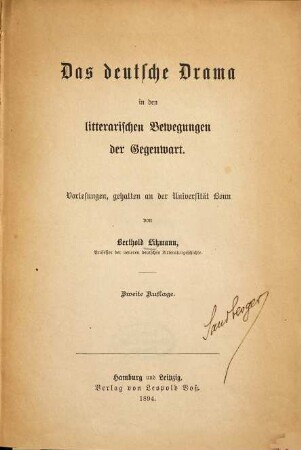 Das deutsche Drama
in den
litterarischen Bewegungen
der Gegenwart.
Vorlesungen, gehalten an der Universität Bonn
von
Berthold Litzmann,
Professor der neueren deutschen Litteraturgeschichte.
Zweite Auflage.
Sandberger
Hamburg und Leipzig.
Verlag von Leopold Voß.
1894.